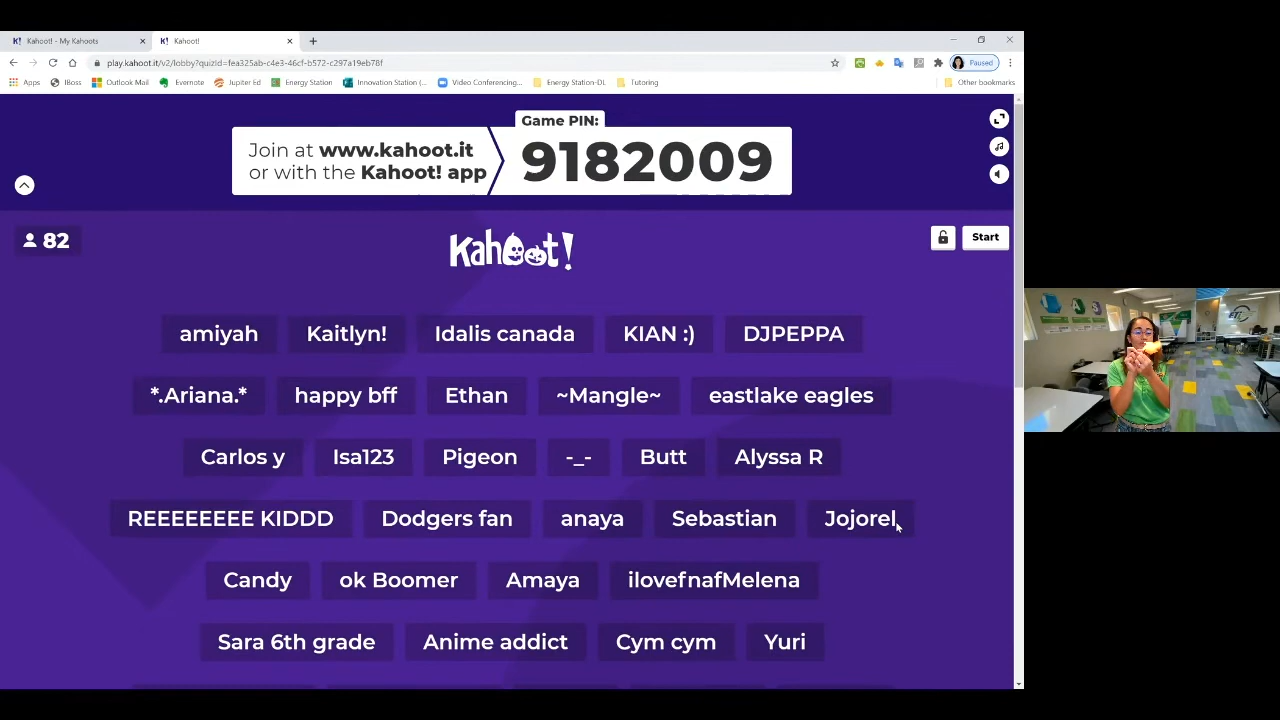 Kahoot! - My Kahoots
Kahoot!
play.kahoot.it/v2/lobby?quizId=fea325ab-c4e3-46cf-b572-c297a19eb78f
Paused
Apps IBoss Outlook Mail Evernote Jupiter Ed Energy Station Innovation Station (... Video Conferencing... Energy Station-DL Tutoring Other bookmarks
Game PIN:
Join at www.kahoot.it
or with the Kahoot! app
9182009
82
Kahoot!
Start
amiyah Kaitlyn! Idalis canada KIAN :) DJPEPPA
*.Ariana.* happy bff Ethan ~Mangle~ eastlake eagles
Carlos y Isa123 Pigeon -_- Butt Alyssa R
REEEEEEEE KIDDD Dodgers fan anaya Sebastian Jojorel
Candy ok Boomer Amaya ilovefnafMelena
Sara 6th grade Anime addict Cym cym Yuri